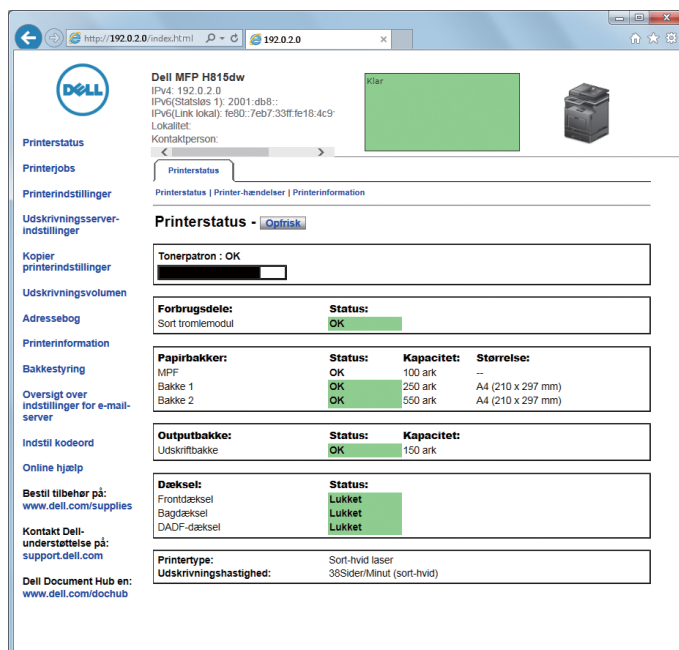 http://192.0.2.0/index.html
192.0.2.0
DELL
Dell MFP H815dw
IPv4: 192.0.2.0
IPv6(Statsløs 1): 2001:db8::
IPv6(Link lokal): fe80::7eb7:33ff:fe18:4c9
Lokalitet:
Kontaktperson:
Klar
Printerstatus
Printerjobs
Printerindstillinger
Udskrivningsserver-
indstillinger
Kopier
printerindstillinger
Udskrivningsvolumen
Adressebog
Printerinformation
Bakkestyring
Oversigt over
indstillinger for e-mail-
server
Indstil kodeord
Online hjælp
Bestil tilbehør på:
www.dell.com/supplies
Kontakt Dell-
understøttelse på:
support.dell.com
Dell Document Hub en:
www.dell.com/dochub
Printerstatus
Printerstatus | Printer-hændelser | Printerinformation
Printerstatus - Opfrisk
Tonerpatron : OK
Forbrugsdele: Status:
Sort tromlemodul OK
Papirbakker: Status: Kapacitet: Størrelse:
MPF OK 100 ark --
Bakke 1 OK 250 ark A4 (210 x 297 mm)
Bakke 2 OK 550 ark A4 (210 x 297 mm)
Outputbakke: Status: Kapacitet:
Udskriftbakke OK 150 ark
Dæksel: Status:
Frontdæksel Lukket
Bagdæksel Lukket
DADF-dæksel Lukket
Printertype: Sort-hvid laser
Udskrivningshastighed: 38Sider/Minut (sort-hvid)